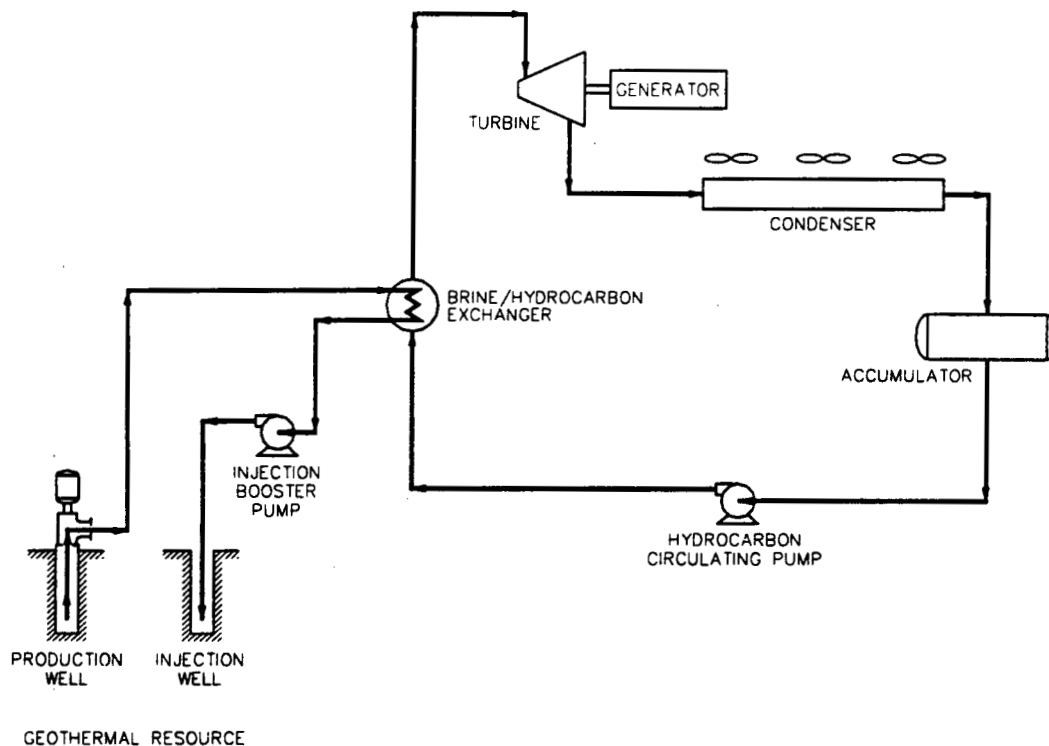 GENERATOR
TURBINE
CONDENSER
BRINE/HYDROCARBON
EXCHANGER
ACCUMULATOR
INJECTION
BOOSTER
PUMP
HYDROCARBON
CIRCULATING PUMP
PRODUCTION
WELL
INJECTION
WELL
GEOTHERMAL RESOURCE